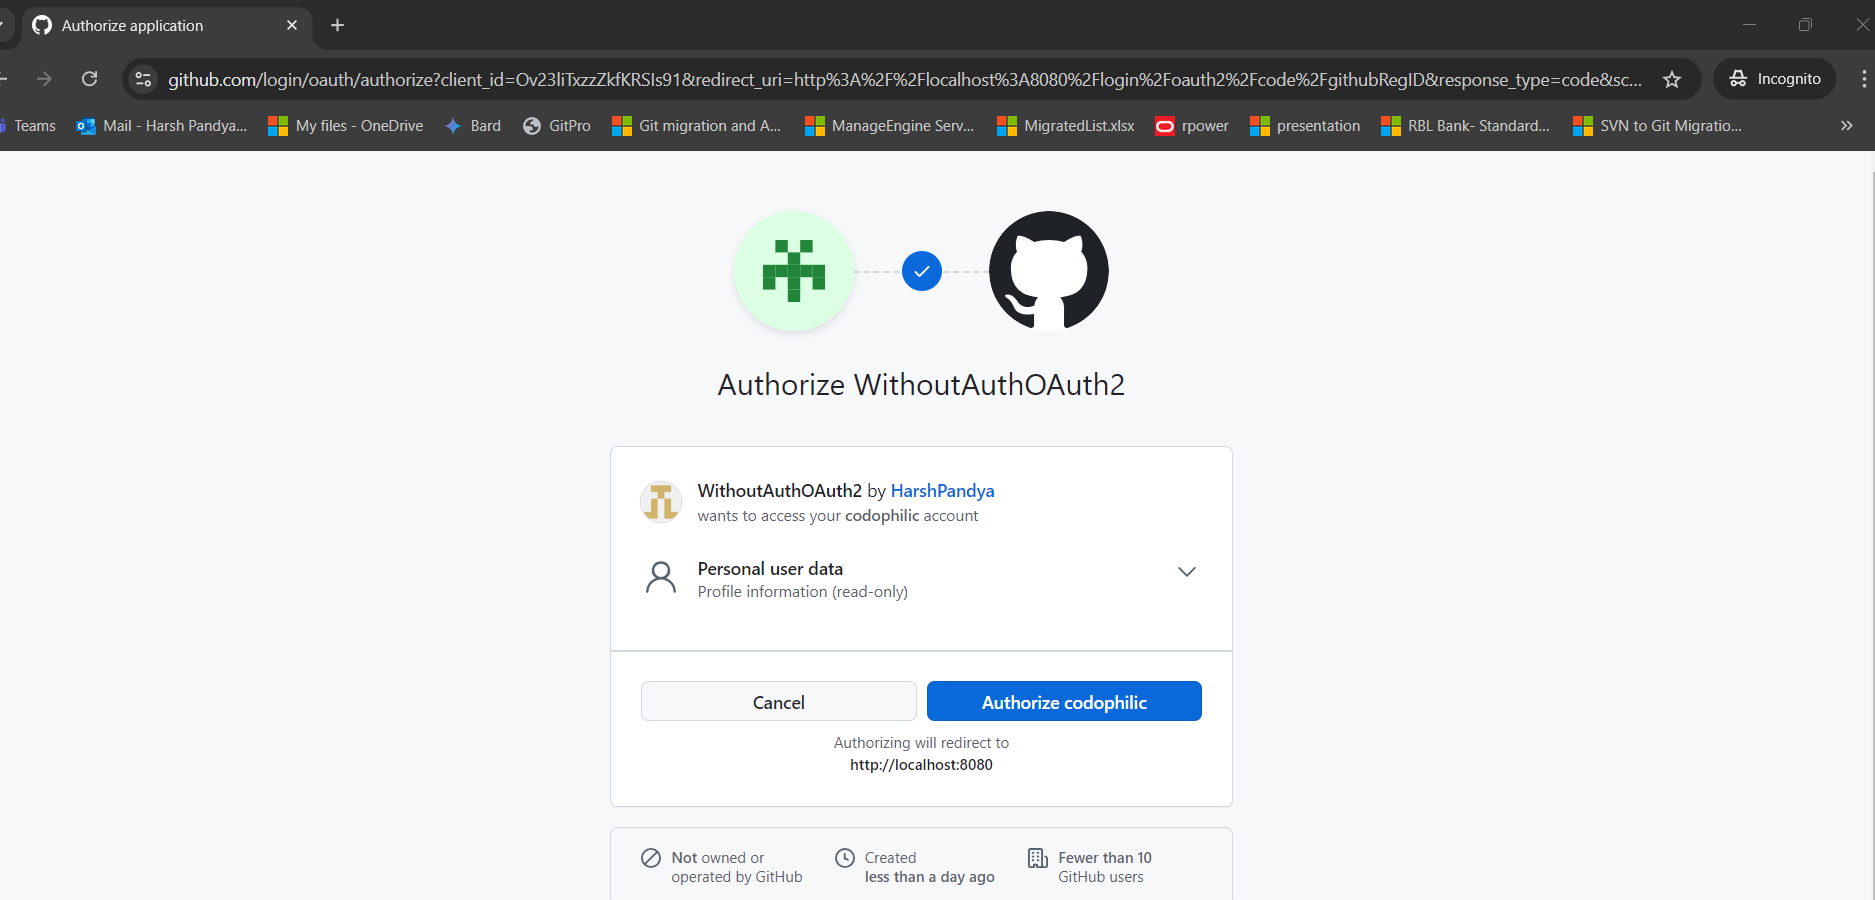 Authorize application
github.com/login/oauth/authorize?client_id=Ov23liTxzzZkfKRSIs91&redirect_uri=http%3A%2F%2Flocalhost%3A8080%2Flogin%2Foauth2%2Fcode%2FgithubRegID&response_type=code&sc...
Incognito
Teams Mail - Harsh Pandya... My files - OneDrive Bard GitPro Git migration and A... ManageEngine Serv... MigratedList.xlsx rpower presentation RBL Bank- Standard... SVN to Git Migratio...
Authorize WithoutAuthOAuth2
WithoutAuthOAuth2 by HarshPandya
wants to access your codophilic account
Personal user data
Profile information (read-only)
Cancel Authorize codophilic
Authorizing will redirect to
http://localhost:8080
Not owned or
operated by GitHub
Created
less than a day ago
Fewer than 10
GitHub users